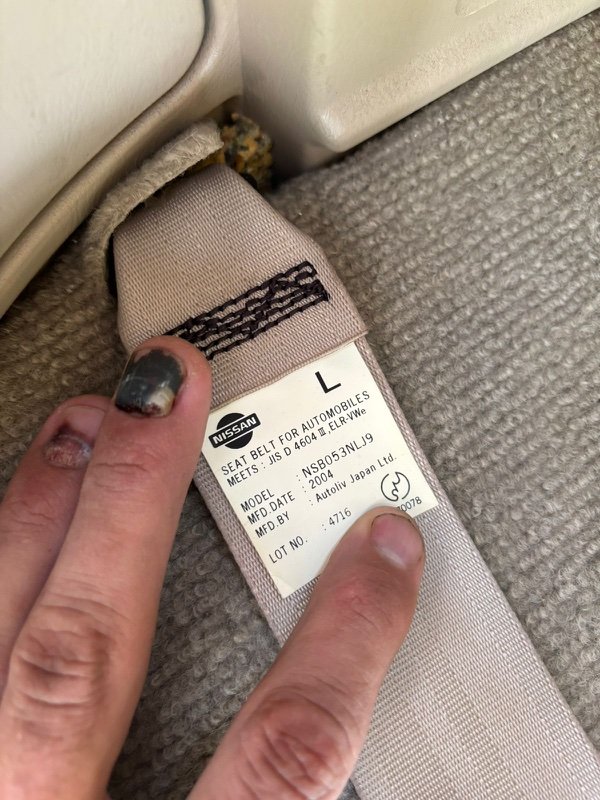 L
NISSAN
SEAT BELT FOR AUTOMOBILES
MEETS : JIS D 4604 Ⅲ, ELR-VWe
MODEL : NSB053NLJ9
MFD.DATE : 2004
MFD.BY : Autoliv Japan Ltd.
LOT NO. : 4716